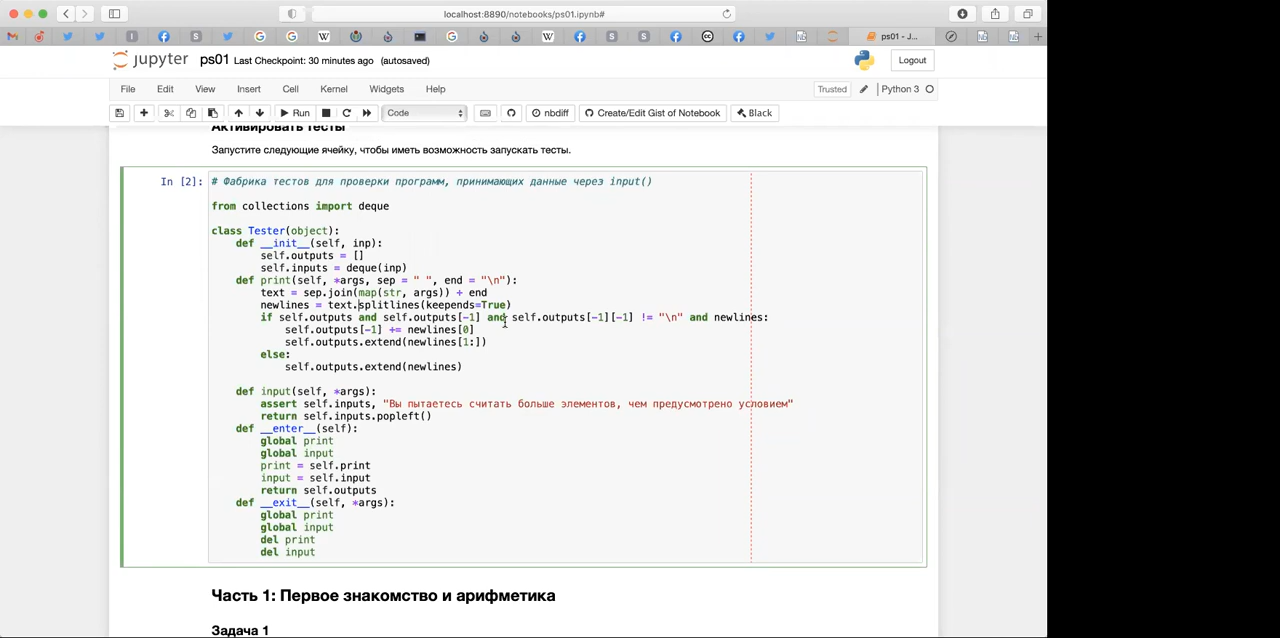 localhost:8890/notebooks/ps01.ipynb#
ps01 - J...
jupyter ps01 Last Checkpoint: 30 minutes ago (autosaved)
Logout
File Edit View Insert Cell Kernel Widgets Help
Trusted Python 3
Run Code nbdiff Create/Edit Gist of Notebook Black
Активировать тесты
Запустите следующие ячейку, чтобы иметь возможность запускать тесты.
In [2]: # Фабрика тестов для проверки программ, принимающих данные через input()
from collections import deque
class Tester(object):
def __init__(self, inp):
self.outputs = []
self.inputs = deque(inp)
def print(self, *args, sep = " ", end = "\n"):
text = sep.join(map(str, args)) + end
newlines = text.splitlines(keepends=True)
if self.outputs and self.outputs[-1] and self.outputs[-1][-1] != "\n" and newlines:
self.outputs[-1] += newlines[0]
self.outputs.extend(newlines[1:])
else:
self.outputs.extend(newlines)
def input(self, *args):
assert self.inputs, "Вы пытаетесь считать больше элементов, чем предусмотрено условием"
return self.inputs.popleft()
def __enter__(self):
global print
global input
print = self.print
input = self.input
return self.outputs
def __exit__(self, *args):
global print
global input
del print
del input
Часть 1: Первое знакомство и арифметика
Задача 1